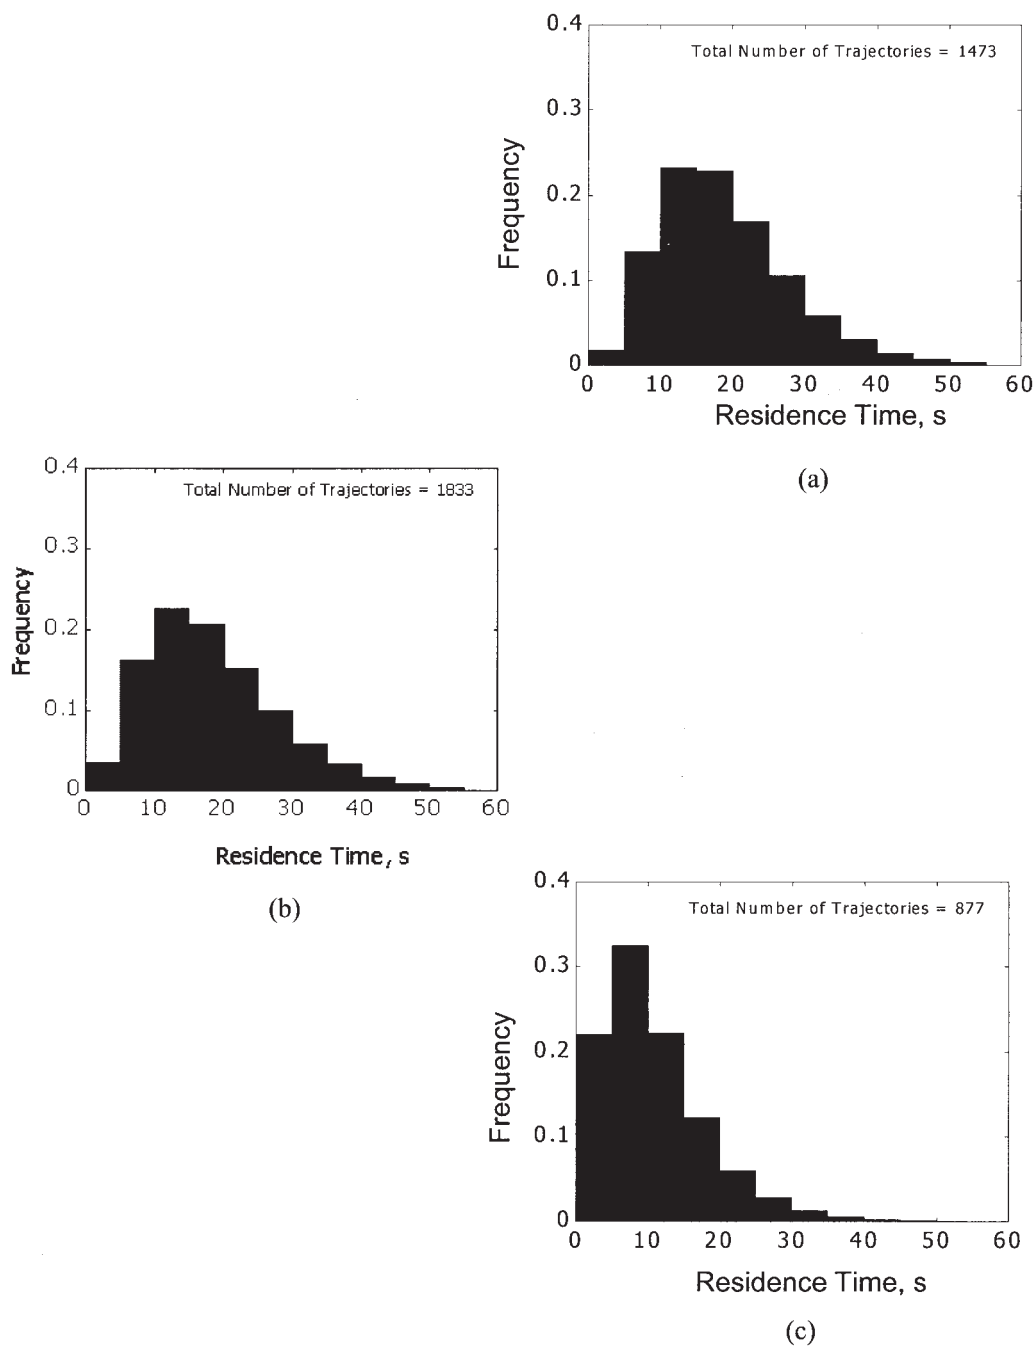 0.4
Total Number of Trajectories = 1473
0.3
0.2
0.1
0
Frequency
0 10 20 30 40 50 60
Residence Time, s
(a)
0.4
Total Number of Trajectories = 1833
0.3
0.2
0.1
0
Frequency
0 10 20 30 40 50 60
Residence Time, s
(b)
0.4
Total Number of Trajectories = 877
0.3
0.2
0.1
0
Frequency
0 10 20 30 40 50 60
Residence Time, s
(c)